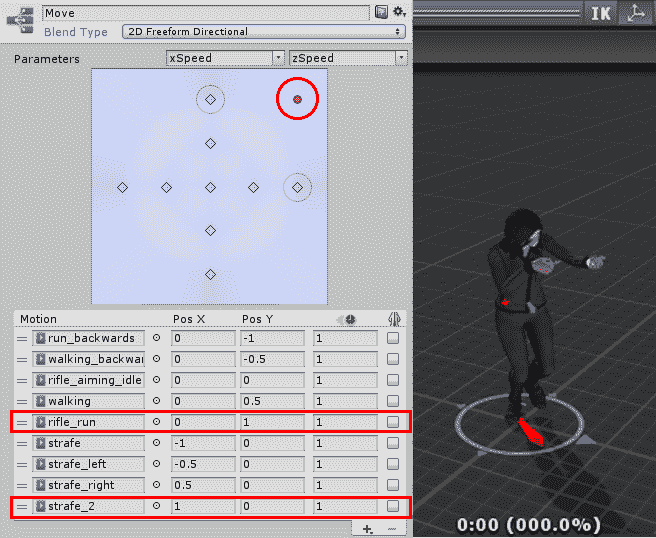 Move
IK
Blend Type 2D Freeform Directional
Parameters xSpeed zSpeed
Motion Pos X Pos Y
run_backwards 0 -1 1
walking_backwa 0 -0.5 1
rifle_aiming_idle 0 0 1
walking 0 0.5 1
rifle_run 0 1 1
strafe -1 0 1
strafe_left -0.5 0 1
strafe_right 0.5 0 1
strafe_2 1 0 1
0:00 (000.0%)